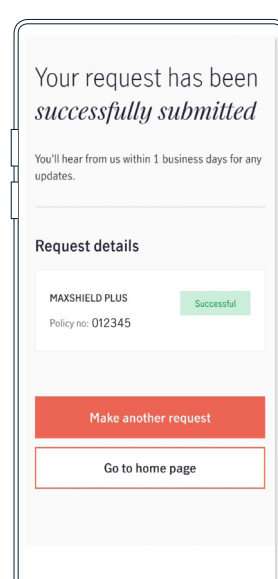 Your request has been
successfully submitted
You'll hear from us within 1 business days for any
updates.
Request details
MAXSHIELD PLUS
Successful
Policy no: 012345
Make another request
Go to home page